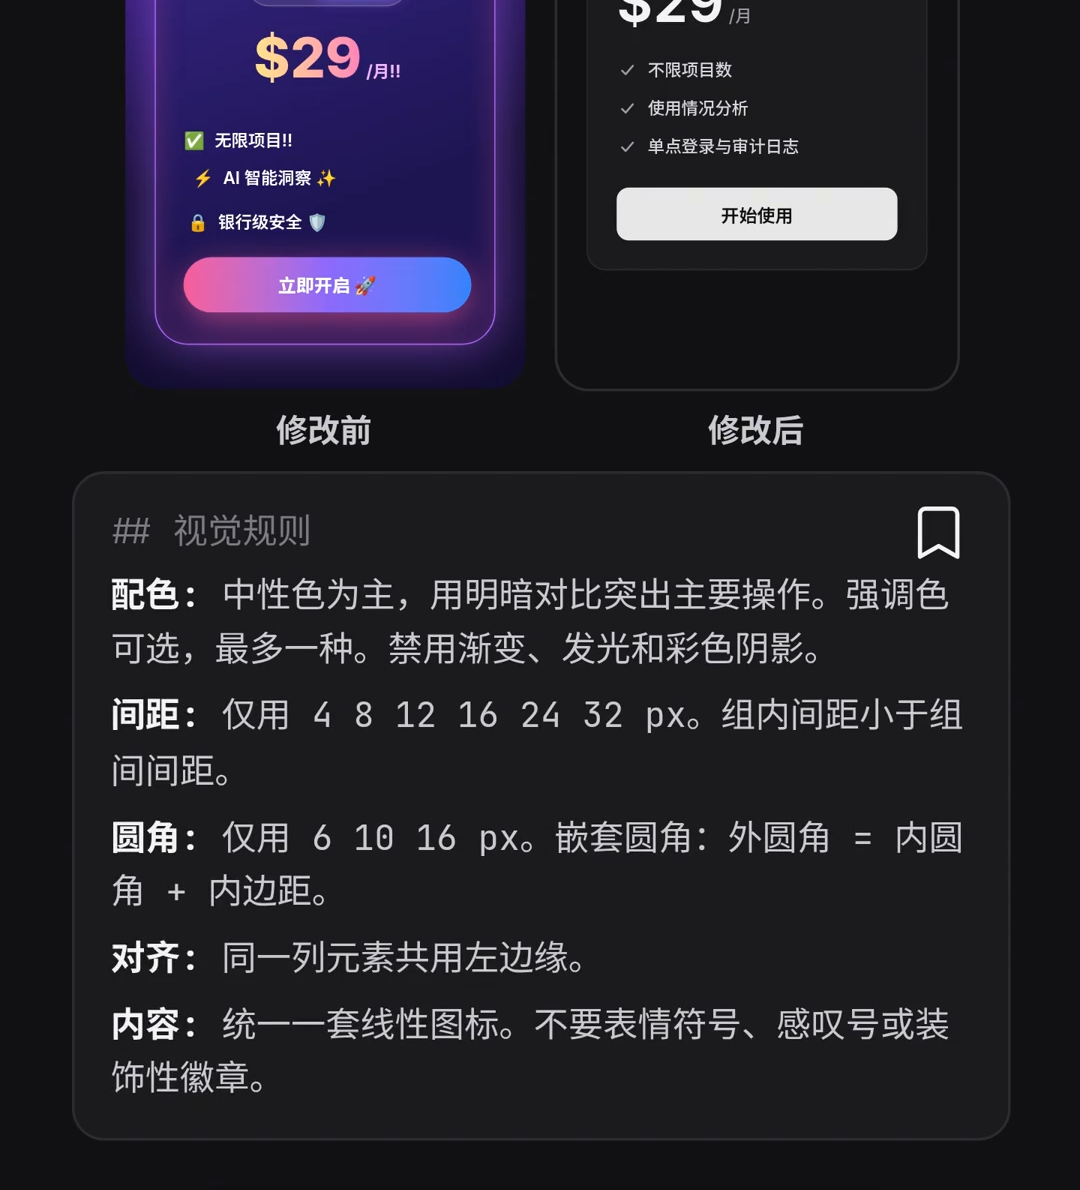 $29 /月!!
✅ 无限项目!!
⚡ AI 智能洞察 ✨
🔒 银行级安全 🛡️
立即开启 🚀
修改前
$29 /月
不限项目数
使用情况分析
单点登录与审计日志
开始使用
修改后
## 视觉规则
配色: 中性色为主，用明暗对比突出主要操作。强调色
可选，最多一种。禁用渐变、发光和彩色阴影。
间距: 仅用 4 8 12 16 24 32 px。组内间距小于组
间间距。
圆角: 仅用 6 10 16 px。嵌套圆角: 外圆角 = 内圆
角 + 内边距。
对齐: 同一列元素共用左边缘。
内容: 统一一套线性图标。不要表情符号、感叹号或装
饰性徽章。